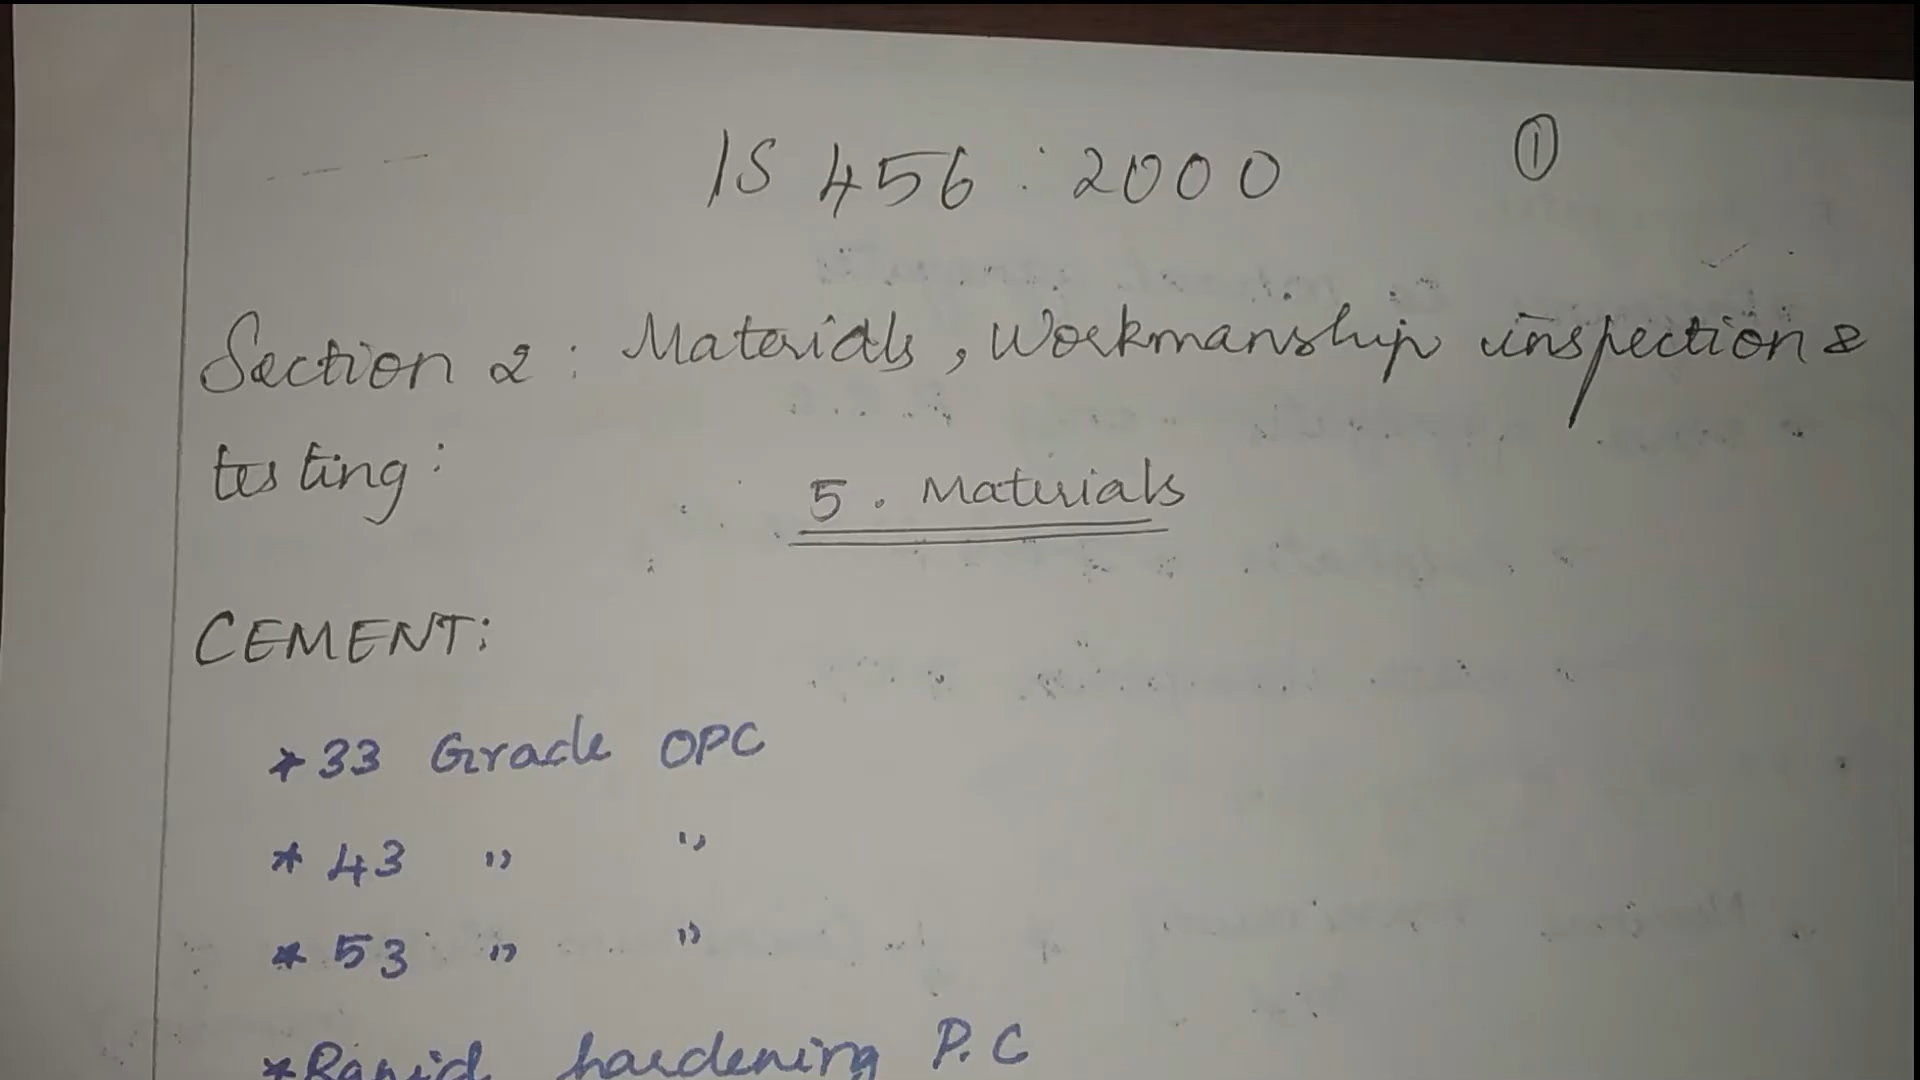 IS 456 : 2000
①
Section 2 : Materials, Workmanship inspection &
testing :
5. Materials
CEMENT:
* 33 Grade OPC
* 43 " "
* 53 " "
* Rapid hardening P.C